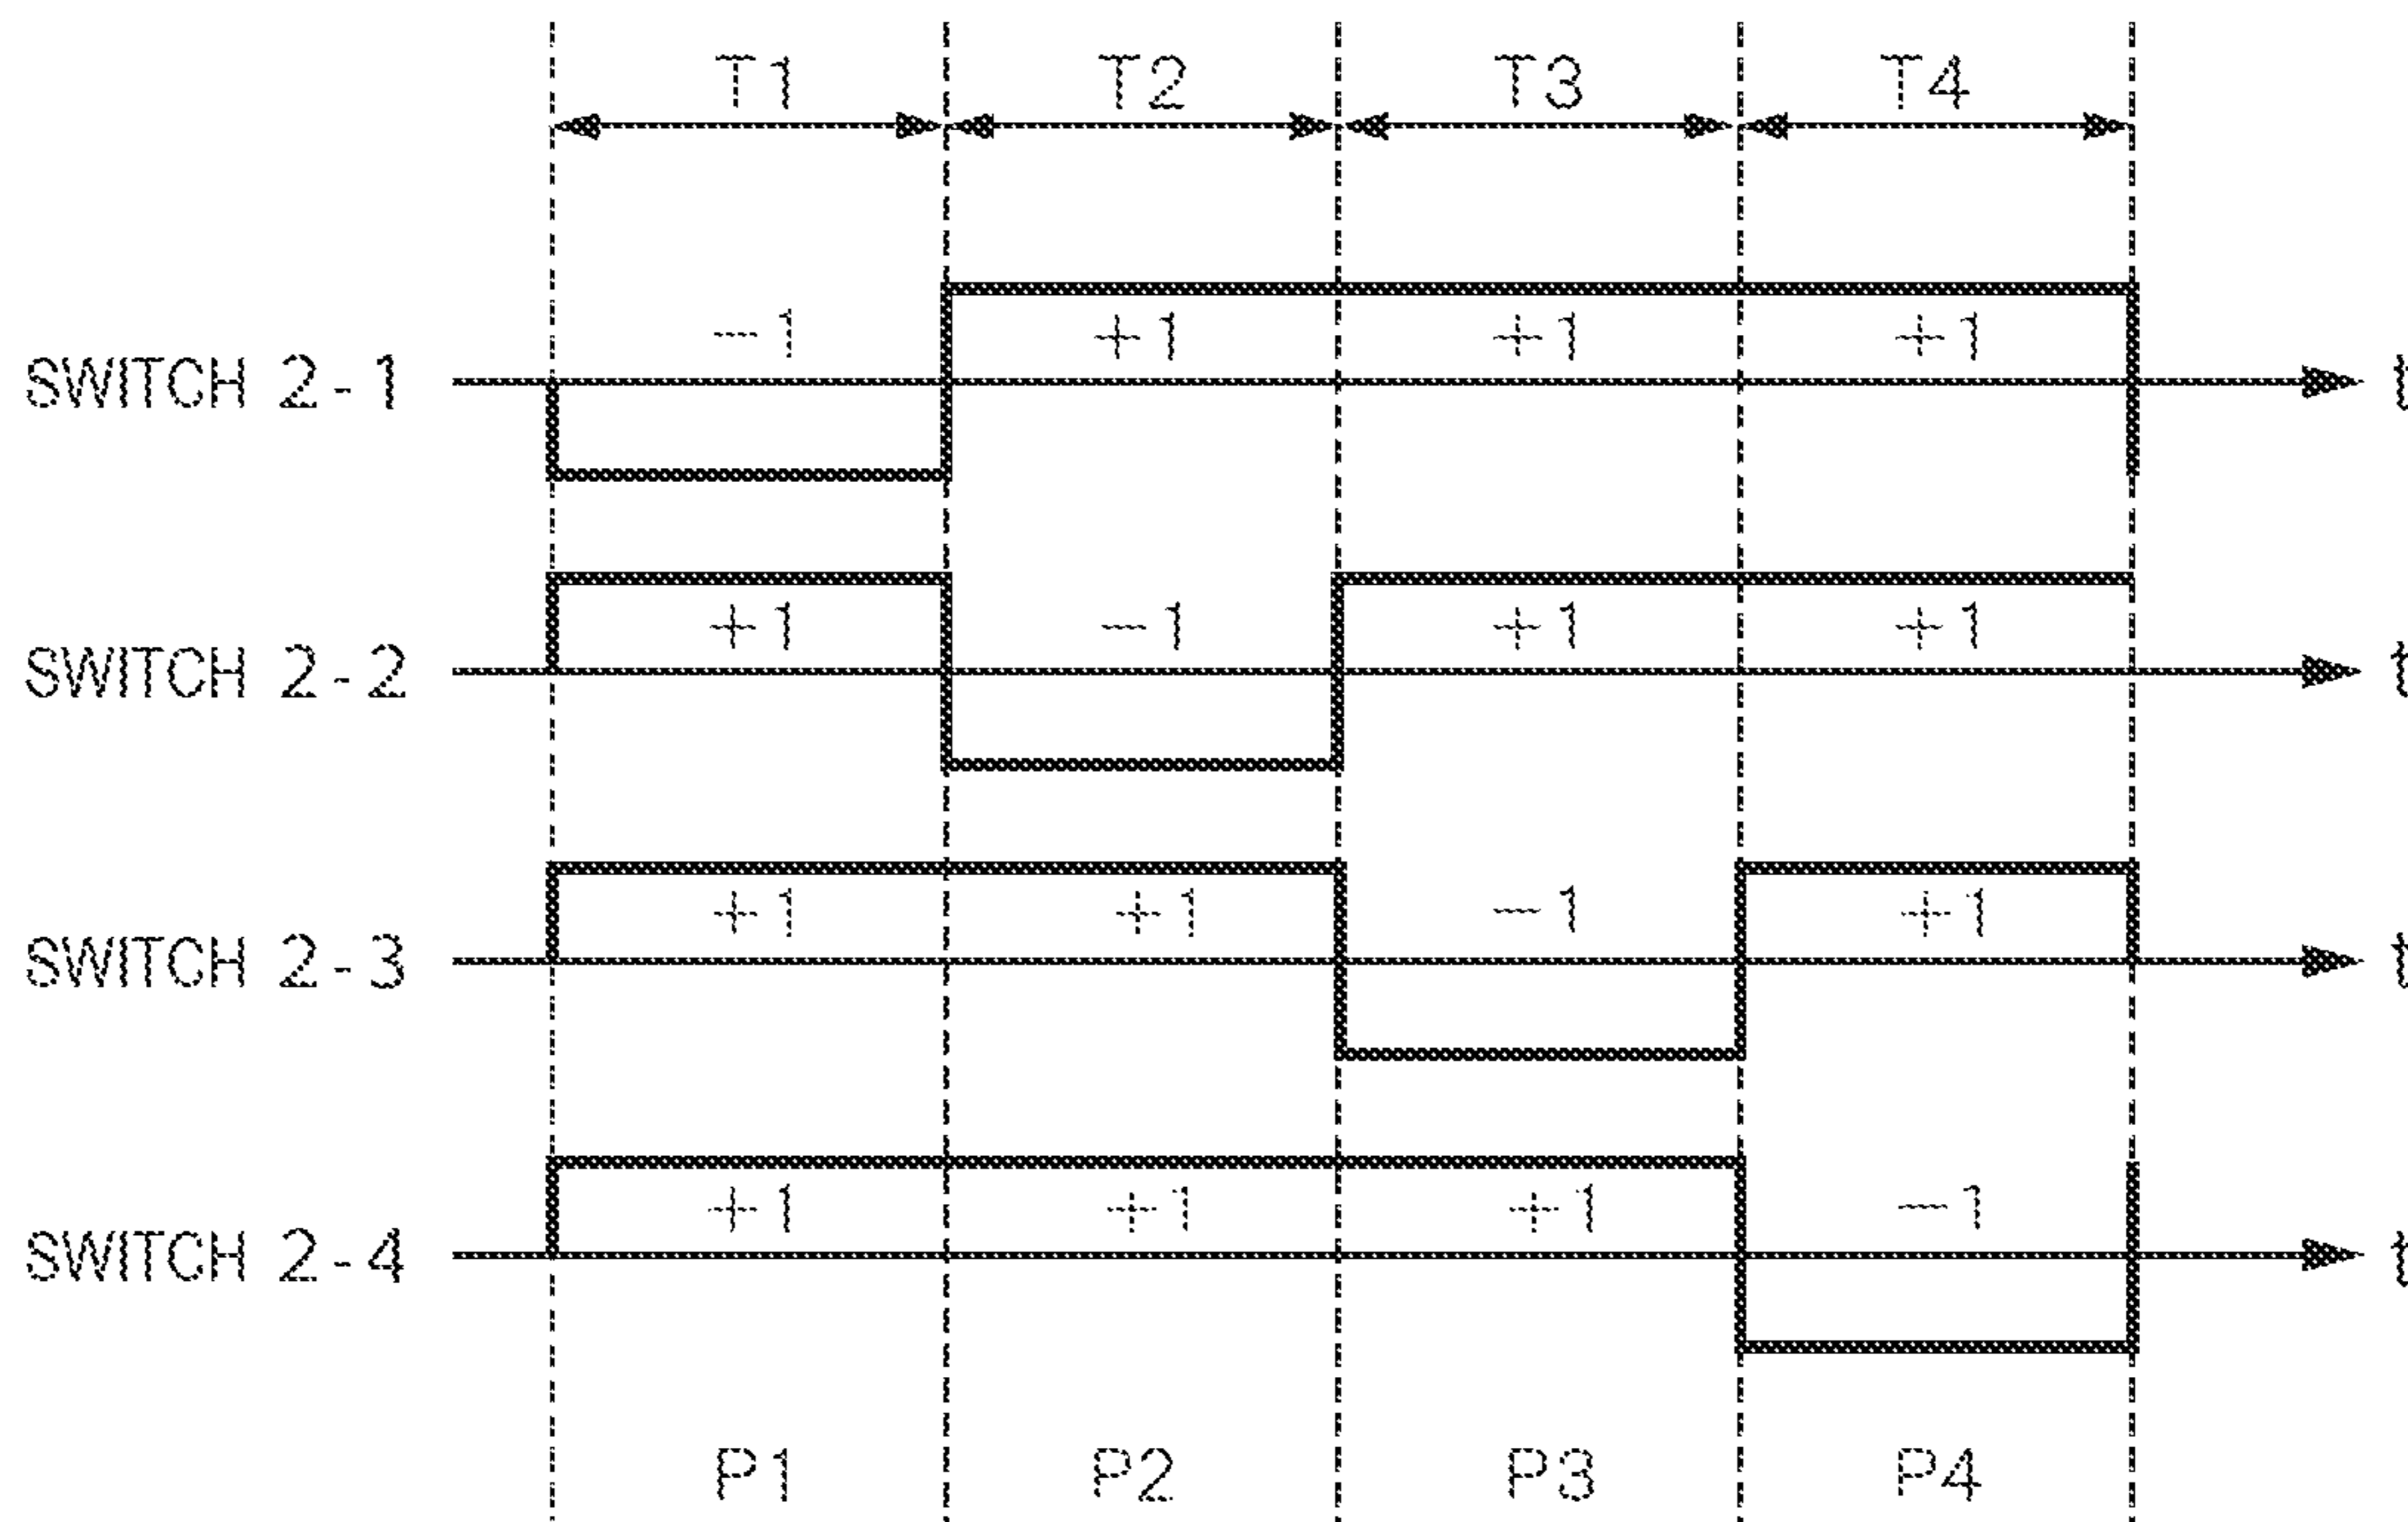 T1 T2 T3 T4
−1 +1 +1 +1
SWITCH 2-1 t
+1 −1 +1 +1
SWITCH 2-2 t
+1 +1 −1 +1
SWITCH 2-3 t
+1 +1 +1 −1
SWITCH 2-4 t
P1 P2 P3 P4